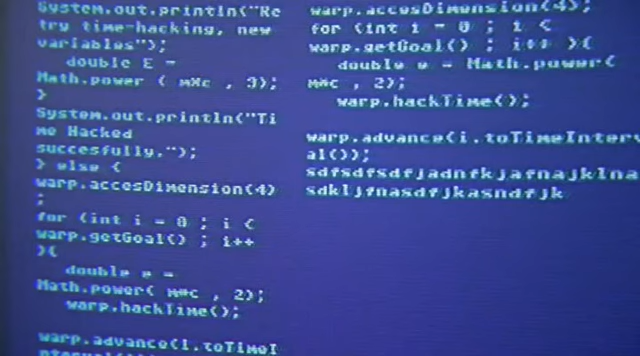 System.out.println("Re
try time-hacking, new
variables");
double E =
Math.power ( m*c , 3);
}
System.out.println("Ti
me Hacked
succesfully.");
} else {
warp.accesDimension(4)
;
for (int i = 0 ; i <
warp.getGoal() ; i++
){
double e =
Math.power( m*c , 2);
warp.hackTime();
warp.advance(i.toTimeI
nterval());
warp.accesDimension(4);
for (int i = 0 ; i <
warp.getGoal() ; i++ ){
double e = Math.power(
m*c , 2);
warp.hackTime();
warp.advance(i.toTimeInterv
al());
sdfsdfsdfjadnfkjafnajklna
sdkljfnasdfjkasndfjk